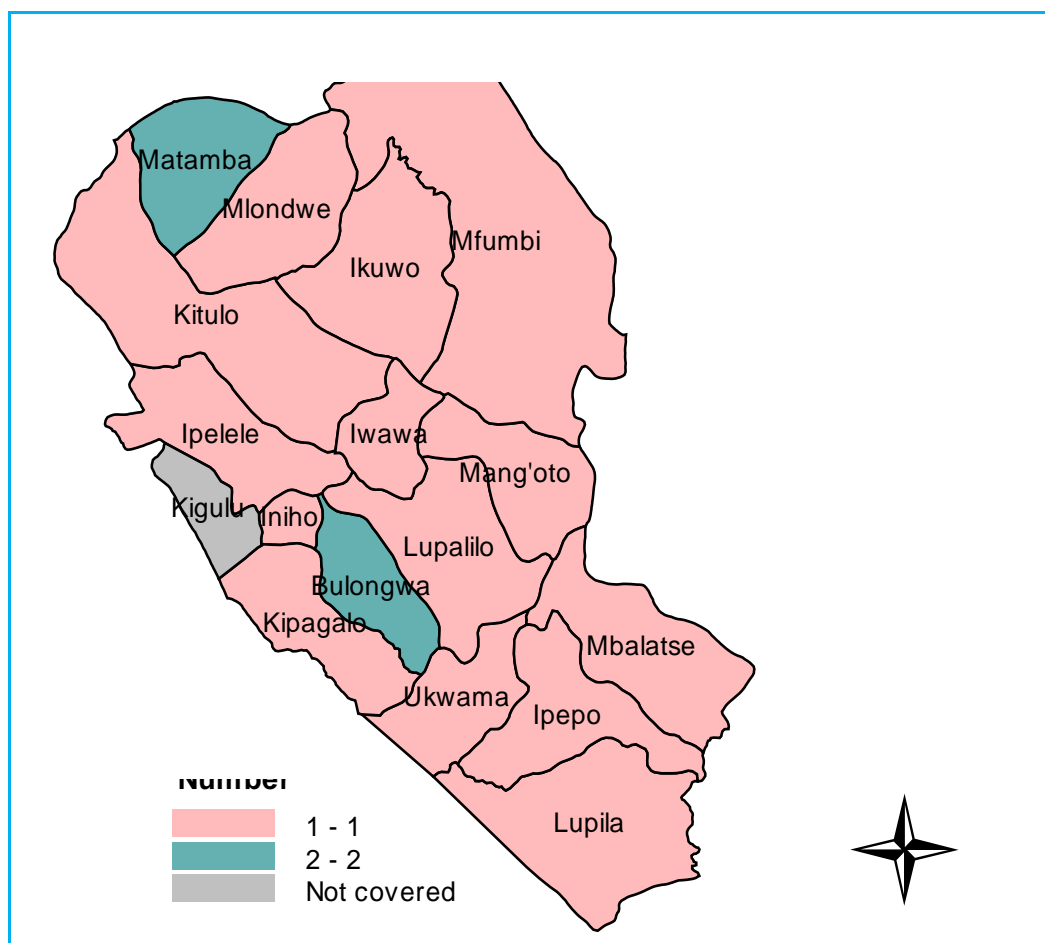 Matamba
Mlondwe
Mfumbi
Ikuwo
Kitulo
Ipelele
Iwawa
Mang'oto
Kigulu
Iniho
Lupalilo
Bulongwa
Kipagalo
Mbalatse
Ukwama
Ipepo
Number
Lupila
1 - 1
2 - 2
Not covered